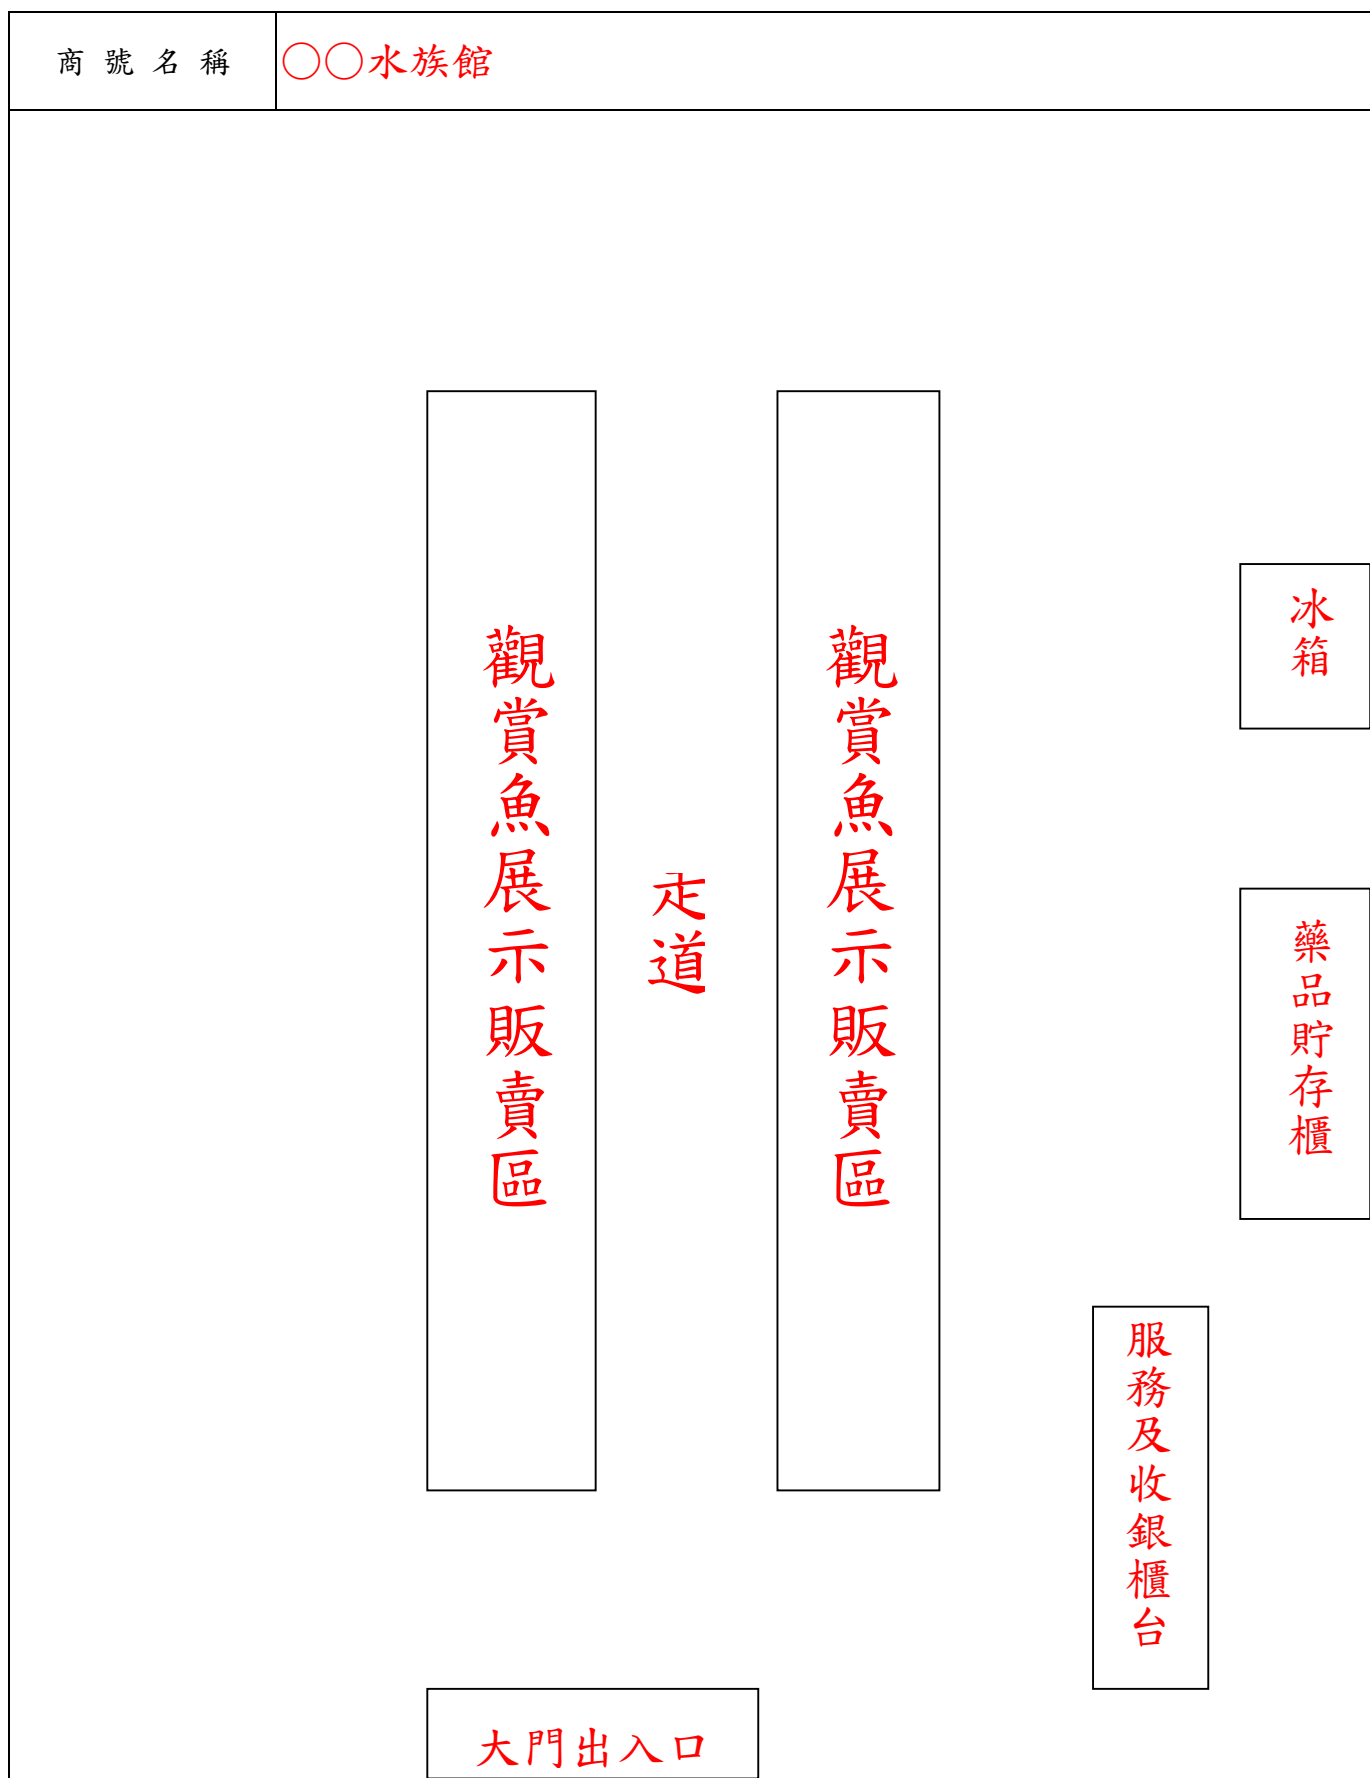 商號名稱
○○水族館
觀賞魚展示販賣區
走道
觀賞魚展示販賣區
冰箱
藥品貯存櫃
服務及收銀櫃台
大門出入口